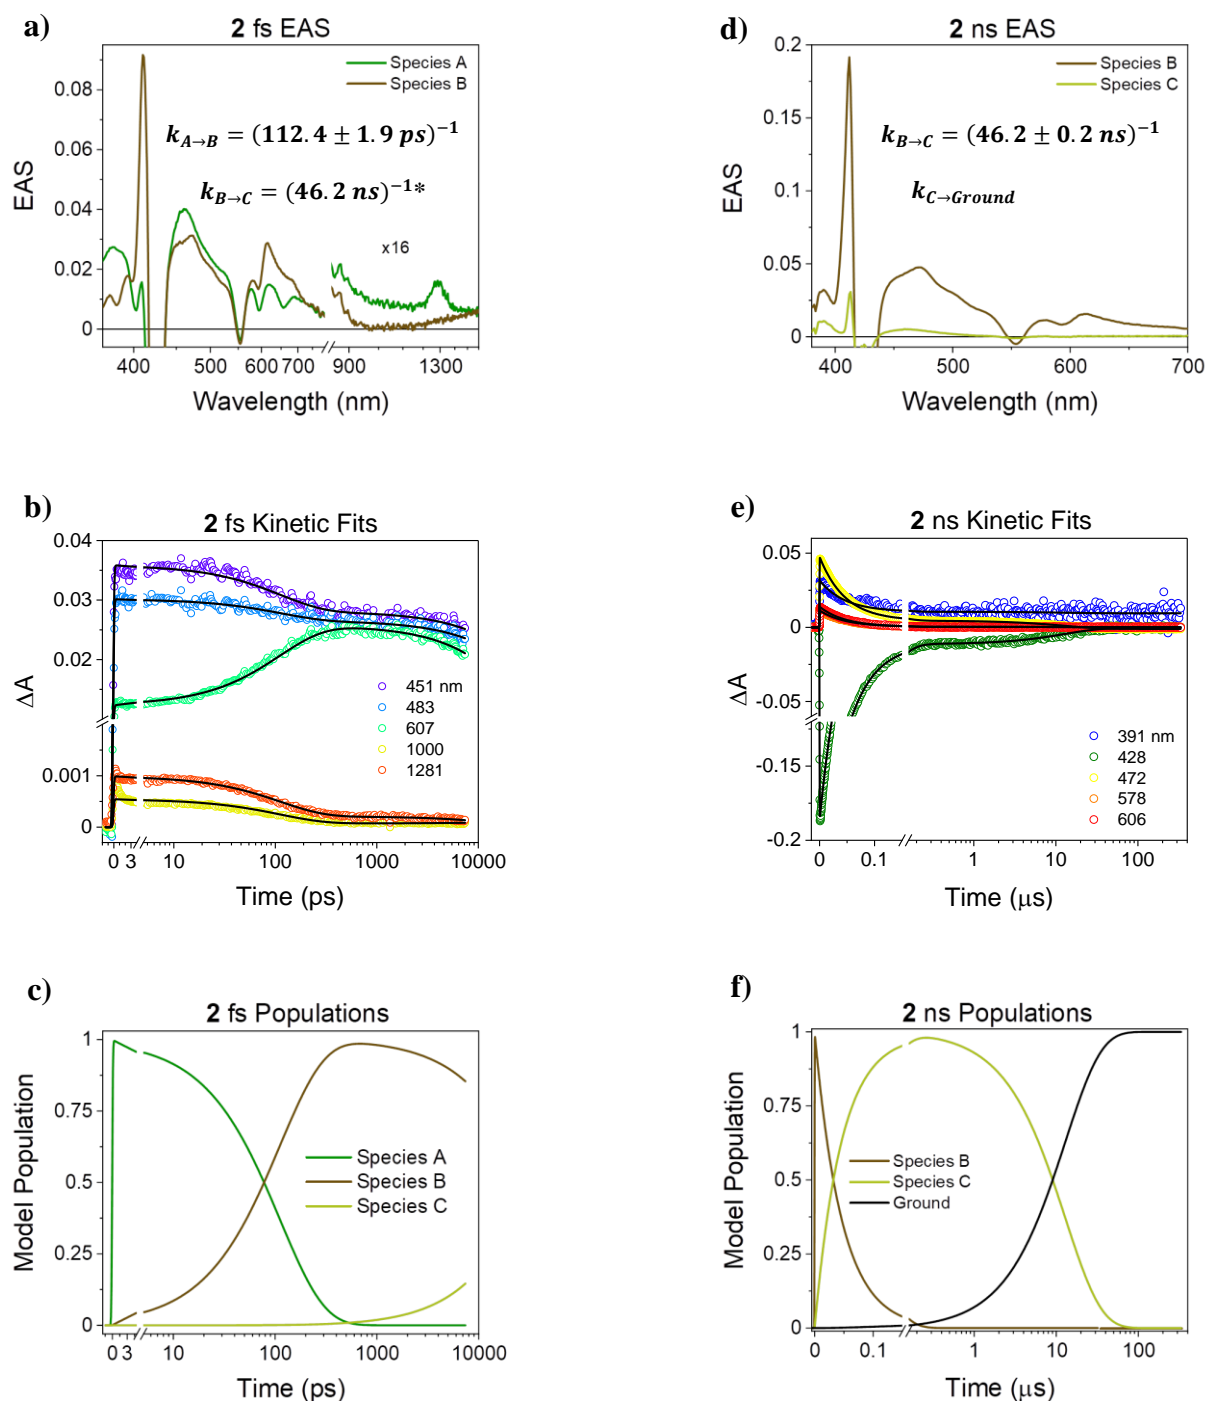 a)
2 fs EAS
Species A
Species B
k_{A→B} = (112.4 ± 1.9 ps)^{-1}
k_{B→C} = (46.2 ns)^{-1}*
x16
EAS
0.08
0.06
0.04
0.02
0
400 500 600 700 900 1300
Wavelength (nm)
d)
2 ns EAS
Species B
Species C
k_{B→C} = (46.2 ± 0.2 ns)^{-1}
k_{C→Ground}
EAS
0.2
0.15
0.1
0.05
0
400 500 600 700
Wavelength (nm)
b)
2 fs Kinetic Fits
ΔA
0.04
0.03
0.02
0.001
0
451 nm
483
607
1000
1281
0 3 10 100 1000 10000
Time (ps)
e)
2 ns Kinetic Fits
ΔA
0.05
0
-0.05
-0.15
-0.2
391 nm
428
472
578
606
0 0.1 1 10 100
Time (μs)
c)
2 fs Populations
Model Population
1
0.75
0.5
0.25
0
Species A
Species B
Species C
0 3 10 100 1000 10000
Time (ps)
f)
2 ns Populations
Model Population
1
0.75
0.5
0.25
0
Species B
Species C
Ground
0 0.1 1 10 100
Time (μs)